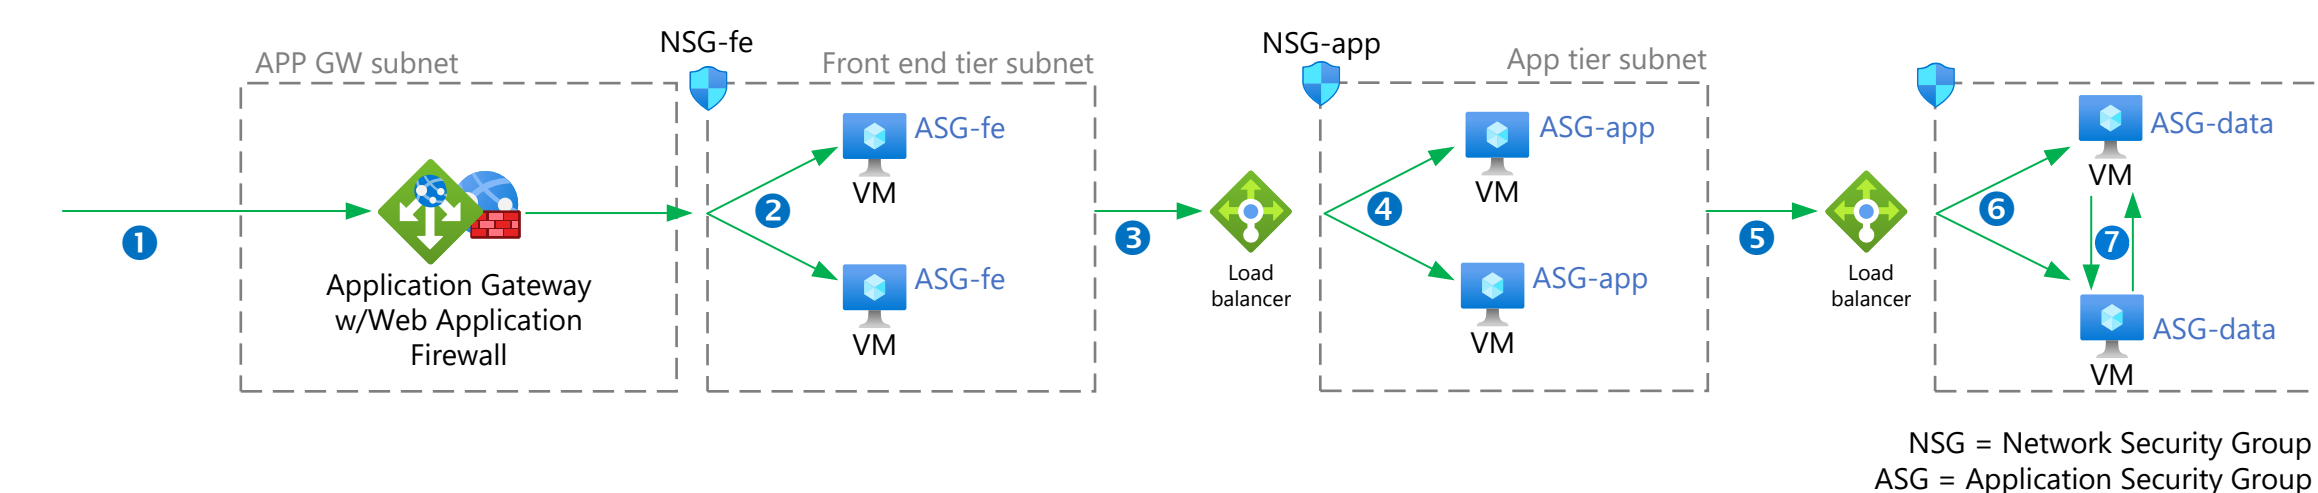 NSG-fe
NSG-app
APP GW subnet
Front end tier subnet
App tier subnet
ASG-fe
VM
ASG-app
VM
ASG-data
VM
1
2
3
4
5
6
7
Application Gateway
w/Web Application
Firewall
ASG-fe
VM
Load
balancer
ASG-app
VM
Load
balancer
ASG-data
VM
NSG = Network Security Group
ASG = Application Security Group